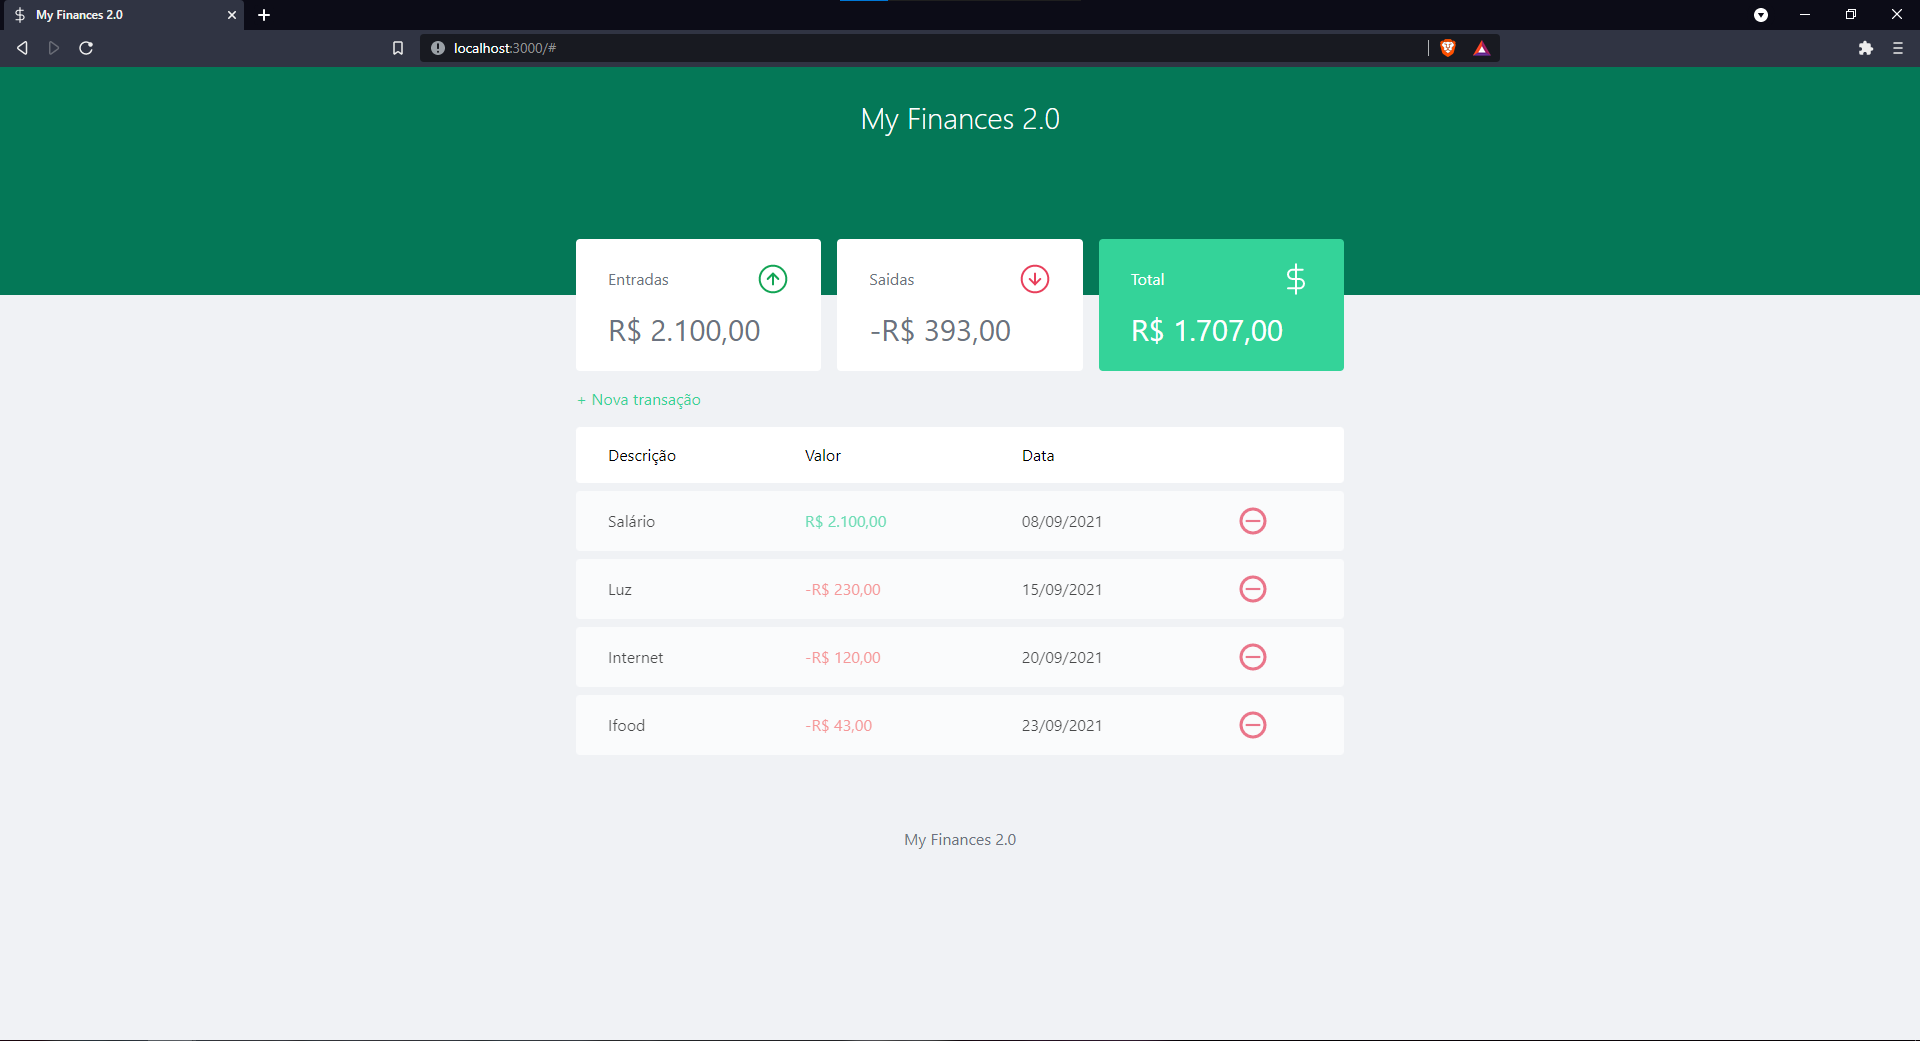 My Finances 2.0
localhost:3000/#
My Finances 2.0
Entradas
R$ 2.100,00
Saidas
-R$ 393,00
Total
R$ 1.707,00
+ Nova transação
Descrição Valor Data
Salário R$ 2.100,00 08/09/2021
Luz -R$ 230,00 15/09/2021
Internet -R$ 120,00 20/09/2021
Ifood -R$ 43,00 23/09/2021
My Finances 2.0